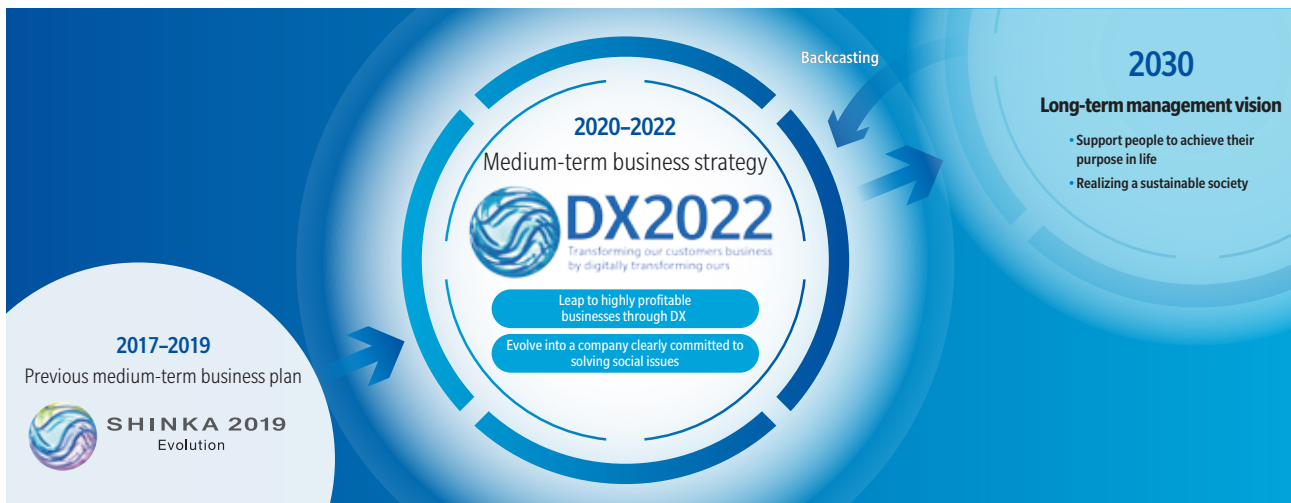 2017–2019
Previous medium-term business plan
SHINKA 2019
Evolution
2020–2022
Medium-term business strategy
DX2022
Transforming our customers business
by digitally transforming ours
Leap to highly profitable
businesses through DX
Evolve into a company clearly committed to
solving social issues
Backcasting
2030
Long-term management vision
• Support people to achieve their
purpose in life
• Realizing a sustainable society